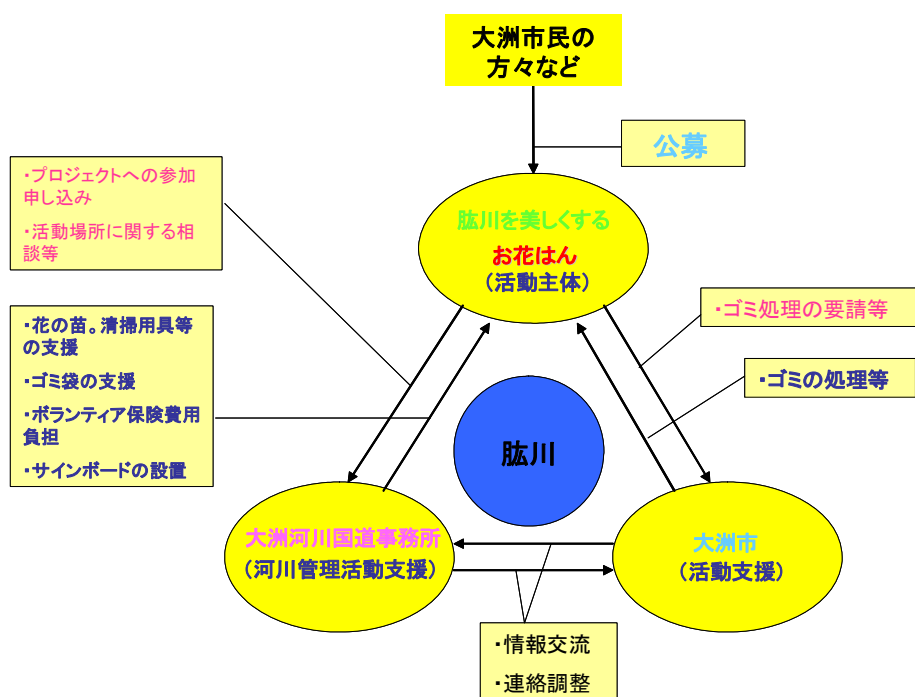 大洲市民の
方々など
公募
・プロジェクトへの参加
申し込み
・活動場所に関する相
談等
肱川を美しくする
お花はん
（活動主体）
・花の苗。清掃用具等
の支援
・ゴミ袋の支援
・ボランティア保険費用
負担
・サインボードの設置
・ゴミ処理の要請等
・ゴミの処理等
肱川
大洲河川国道事務所
（河川管理活動支援）
大洲市
（活動支援）
・情報交流
・連絡調整